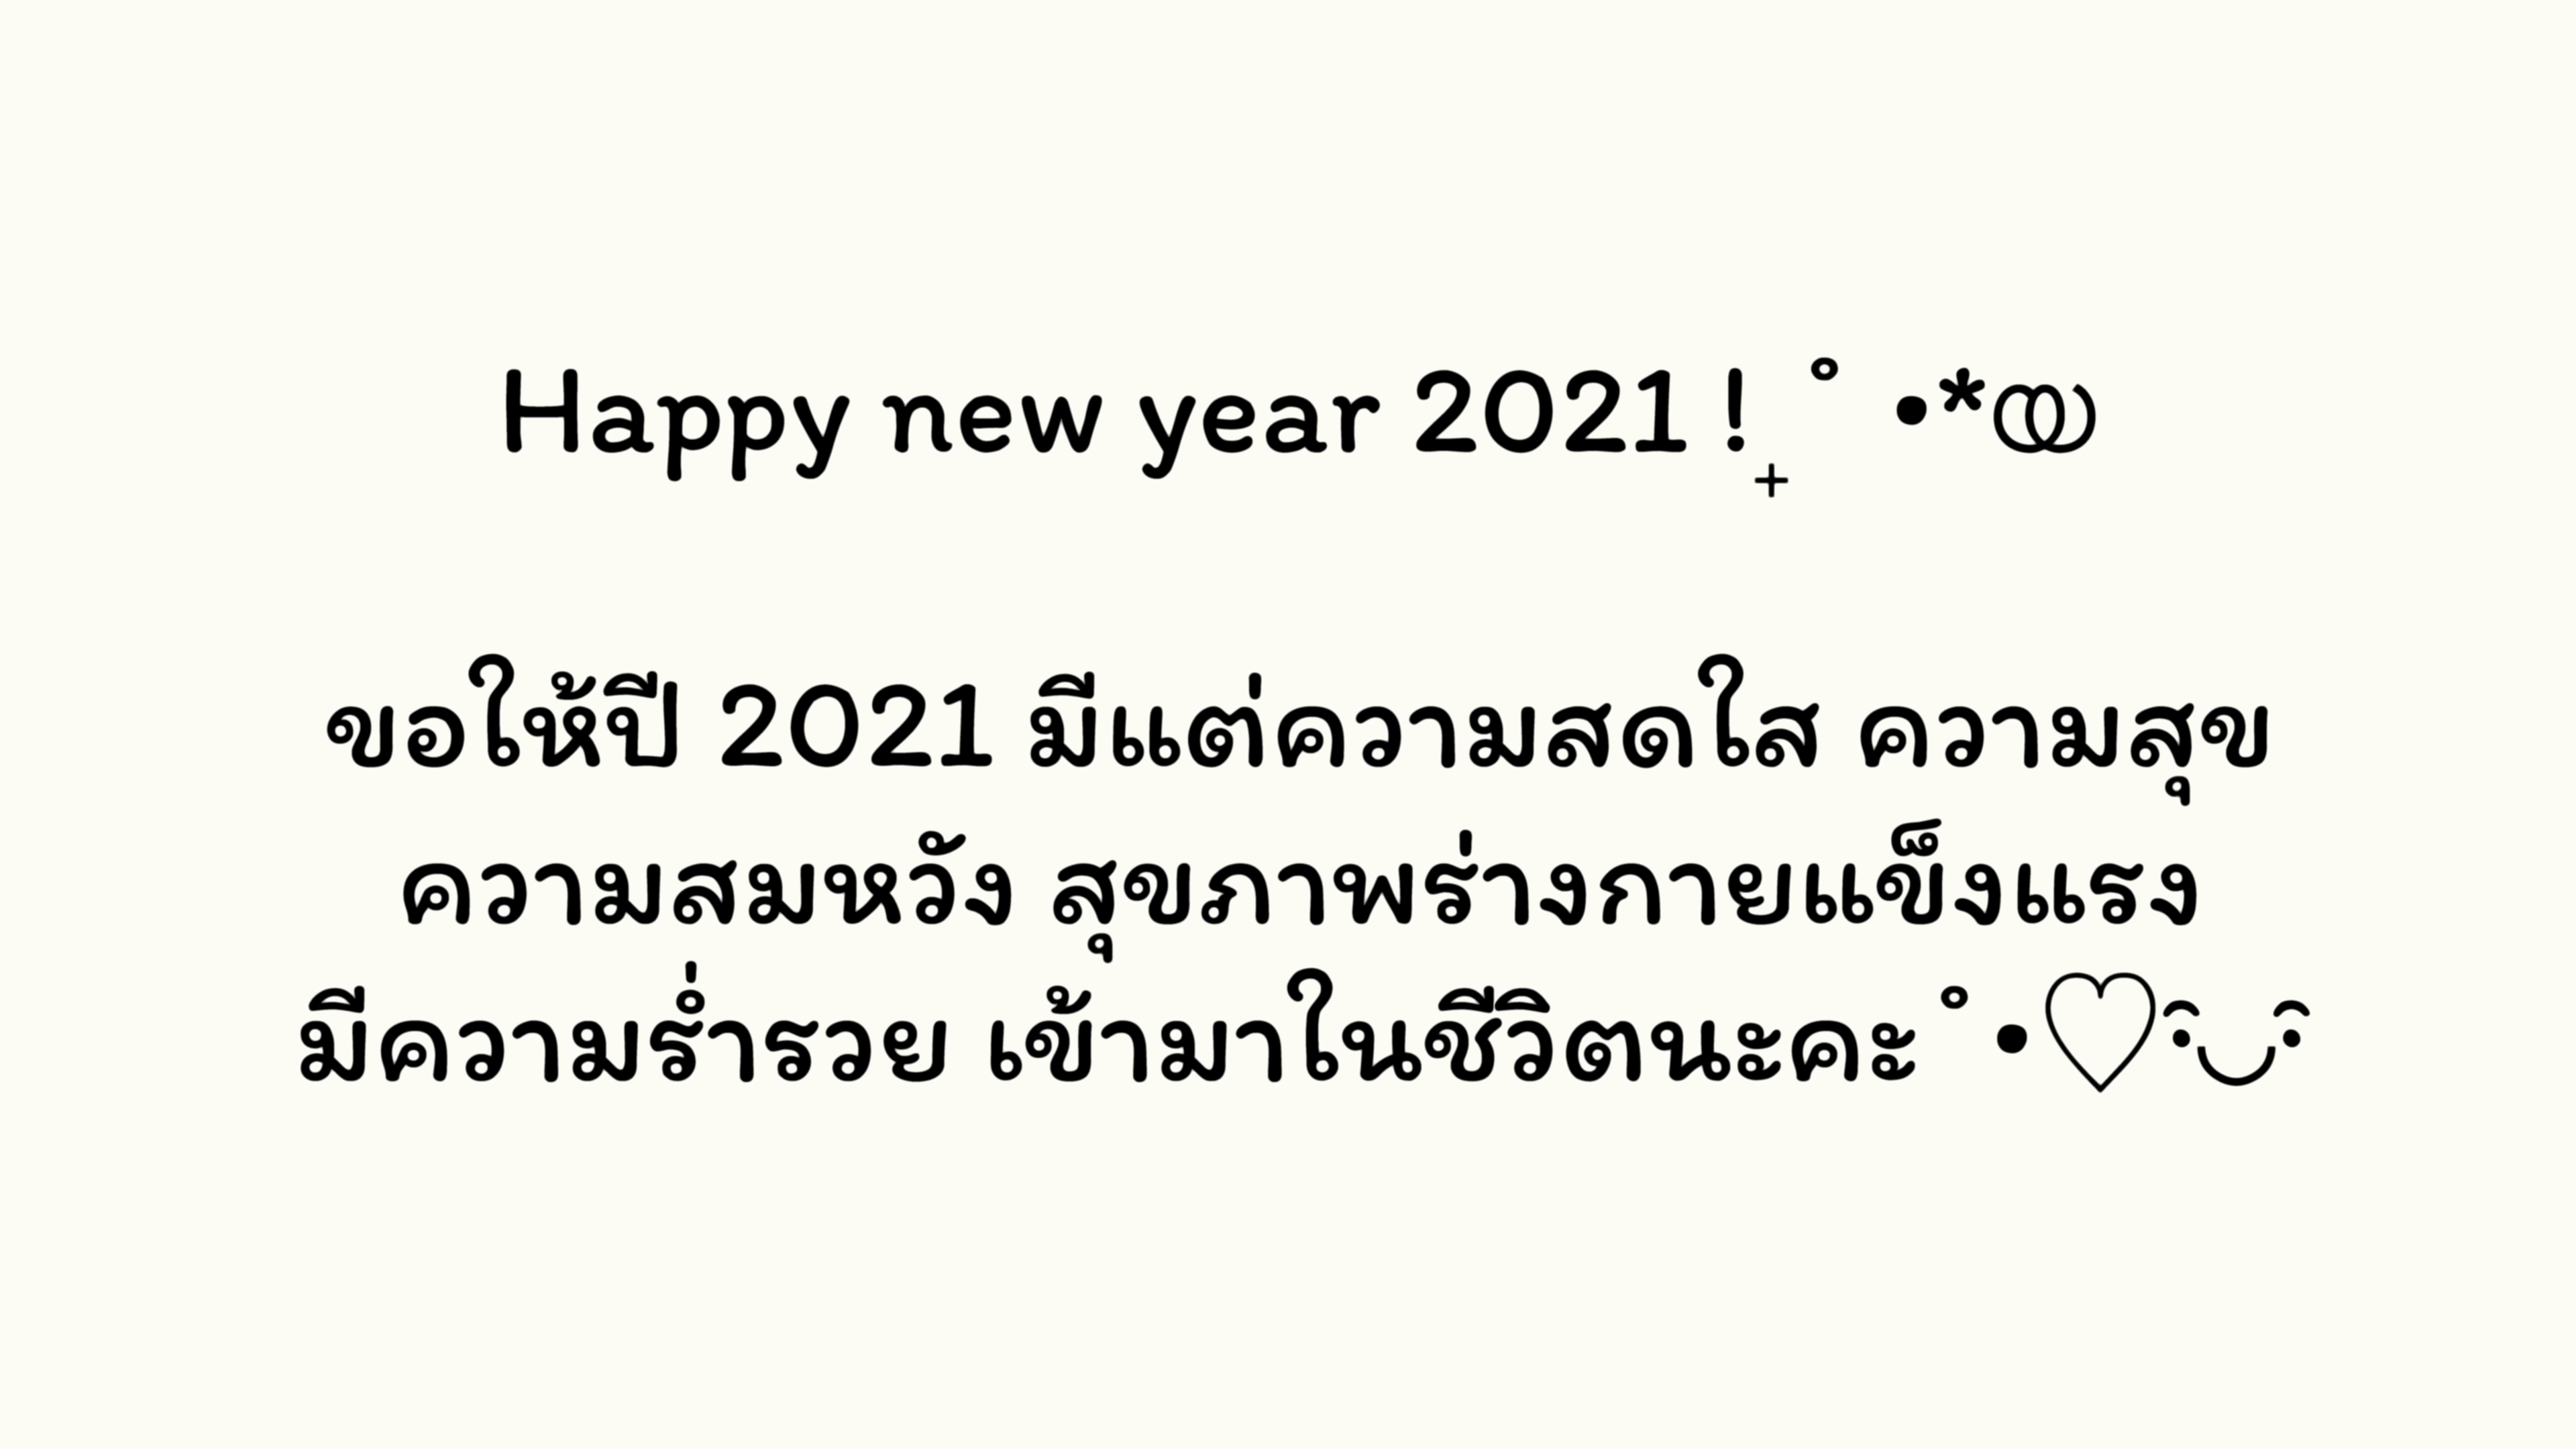 Happy new year 2021 !₊ ˚ •*ത
ขอให้ปี 2021 มีแต่ความสดใส ความสุข
ความสมหวัง สุขภาพร่างกายแข็งแรง
มีความร่ำรวย เข้ามาในชีวิตนะคะ˚•♡ᵔ•◡•ᵔ